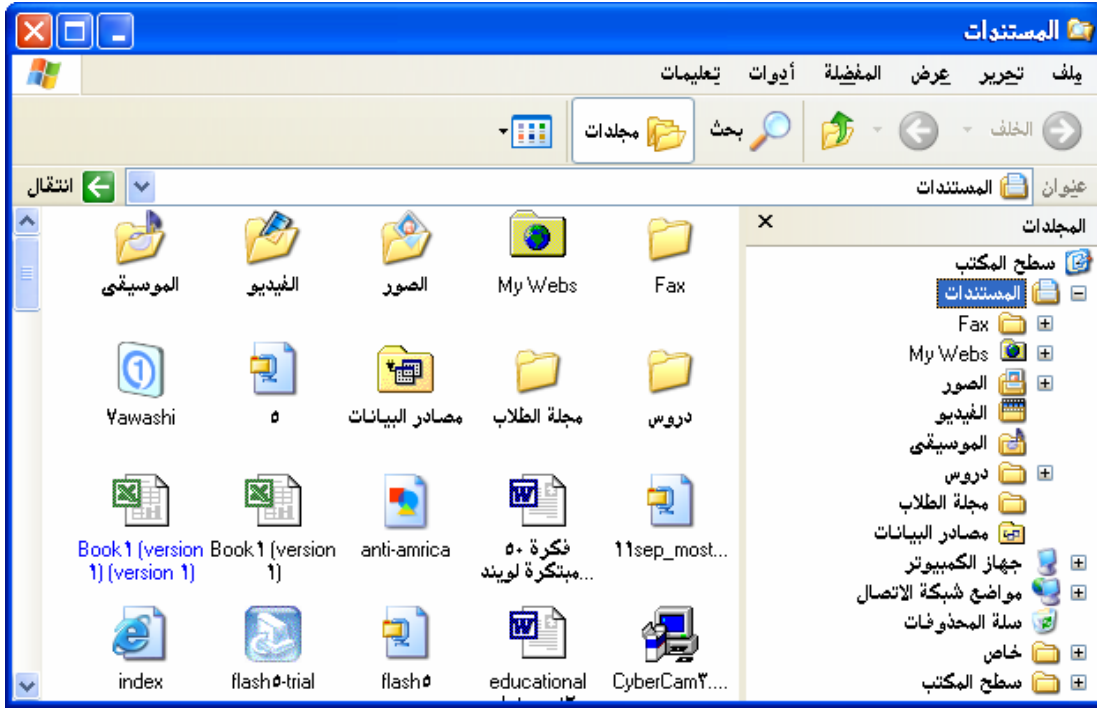 المستندات
ملف تحرير عرض المفضلة أدوات تعليمات
الخلف بحث مجلدات
عنوان المستندات انتقال
المجلدات
سطح المكتب
المستندات
Fax
My Webs
الصور
الفيديو
الموسيقى
دروس
مجلة الطلاب
مصادر البيانات
جهاز الكمبيوتر
مواضع شبكة الاتصال
سلة المحذوفات
خاص
سطح المكتب
Fax
My Webs
الصور
الفيديو
الموسيقى
دروس
مجلة الطلاب
مصادر البيانات
٥
٧awashi
١١sep_most...
٥٠ فكرة
مبتكرة لويند...
anti-amrica
Book١ (version
١)
Book١ (version
١) (version ١)
CyberCam٣....
educational
flash٥
flash٥-trial
index